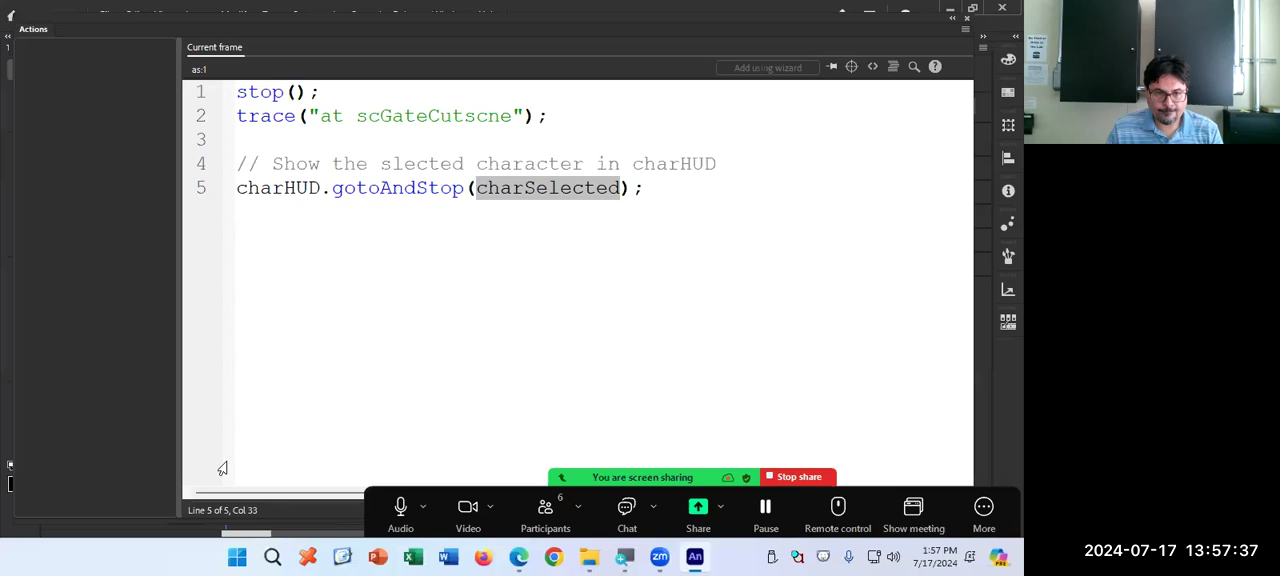 Actions
Current frame
as:1
Add using wizard
1 stop();
2 trace("at scGateCutscne");
3
4 // Show the slected character in charHUD
5 charHUD.gotoAndStop(charSelected);
Line 5 of 5, Col 33
You are screen sharing
Stop share
6
Audio
Video
Participants
Chat
Share
Pause
Remote control
Show meeting
More
zm
An
1:57 PM
7/17/2024
PRE
2024-07-17 13:57:37